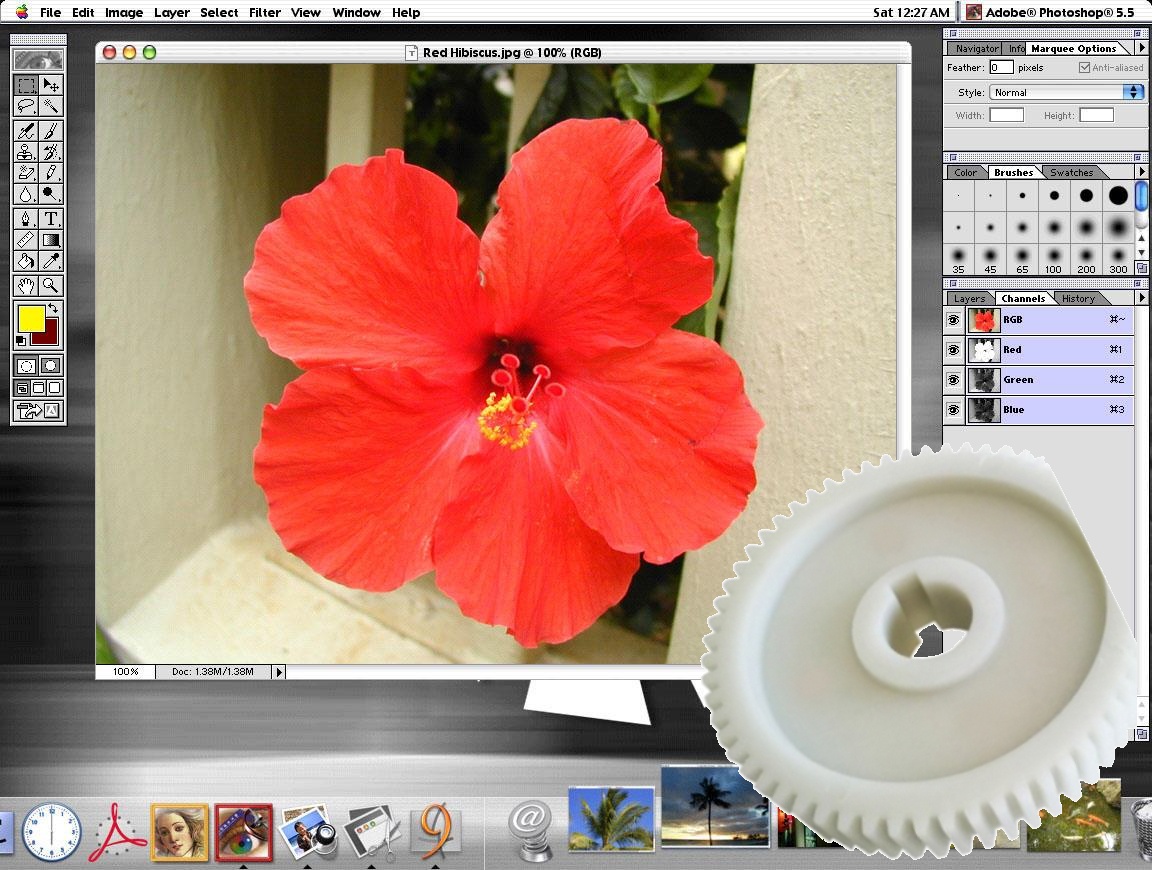 File Edit Image Layer Select Filter View Window Help
Sat 12:27 AM
Adobe® Photoshop® 5.5
Red Hibiscus.jpg @ 100% (RGB)
Navigator Info Marquee Options
Feather: 0 pixels Anti-aliased
Style: Normal
Width: Height:
Color Brushes Swatches
35 45 65 100 200 300
Layers Channels History
RGB ⌘~
Red ⌘1
Green ⌘2
Blue ⌘3
T
A
100% Doc: 1.38M/1.38M
@
9